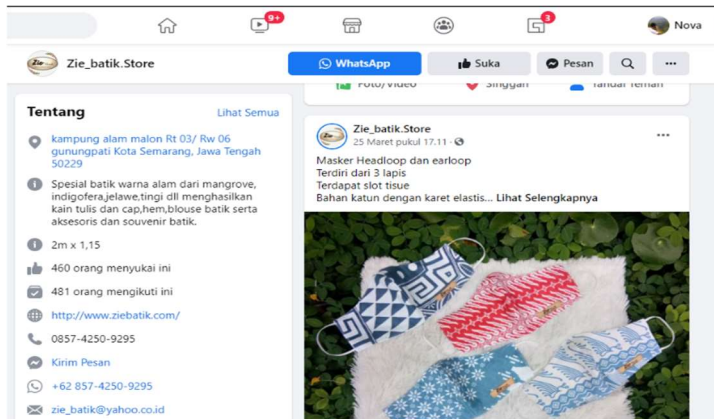 9+
3
Nova
Zie_batik.Store
WhatsApp
Suka
Pesan
Tentang
Lihat Semua
kampung alam malon Rt 03/ Rw 06
gunungpati Kota Semarang, Jawa Tengah
50229
Spesial batik warna alam dari mangrove,
indigofera,jelawe,tingi dll menghasilkan
kain tulis dan cap,hem,blouse batik serta
aksesoris dan souvenir batik.
2m x 1,15
460 orang menyukai ini
481 orang mengikuti ini
http://www.ziebatik.com/
0857-4250-9295
Kirim Pesan
+62 857-4250-9295
zie_batik@yahoo.co.id
Foto/Video
Singgah
Tandai Teman
Zie_batik.Store
25 Maret pukul 17.11 ·
Masker Headloop dan earloop
Terdiri dari 3 lapis
Terdapat slot tisue
Bahan katun dengan karet elastis... Lihat Selengkapnya